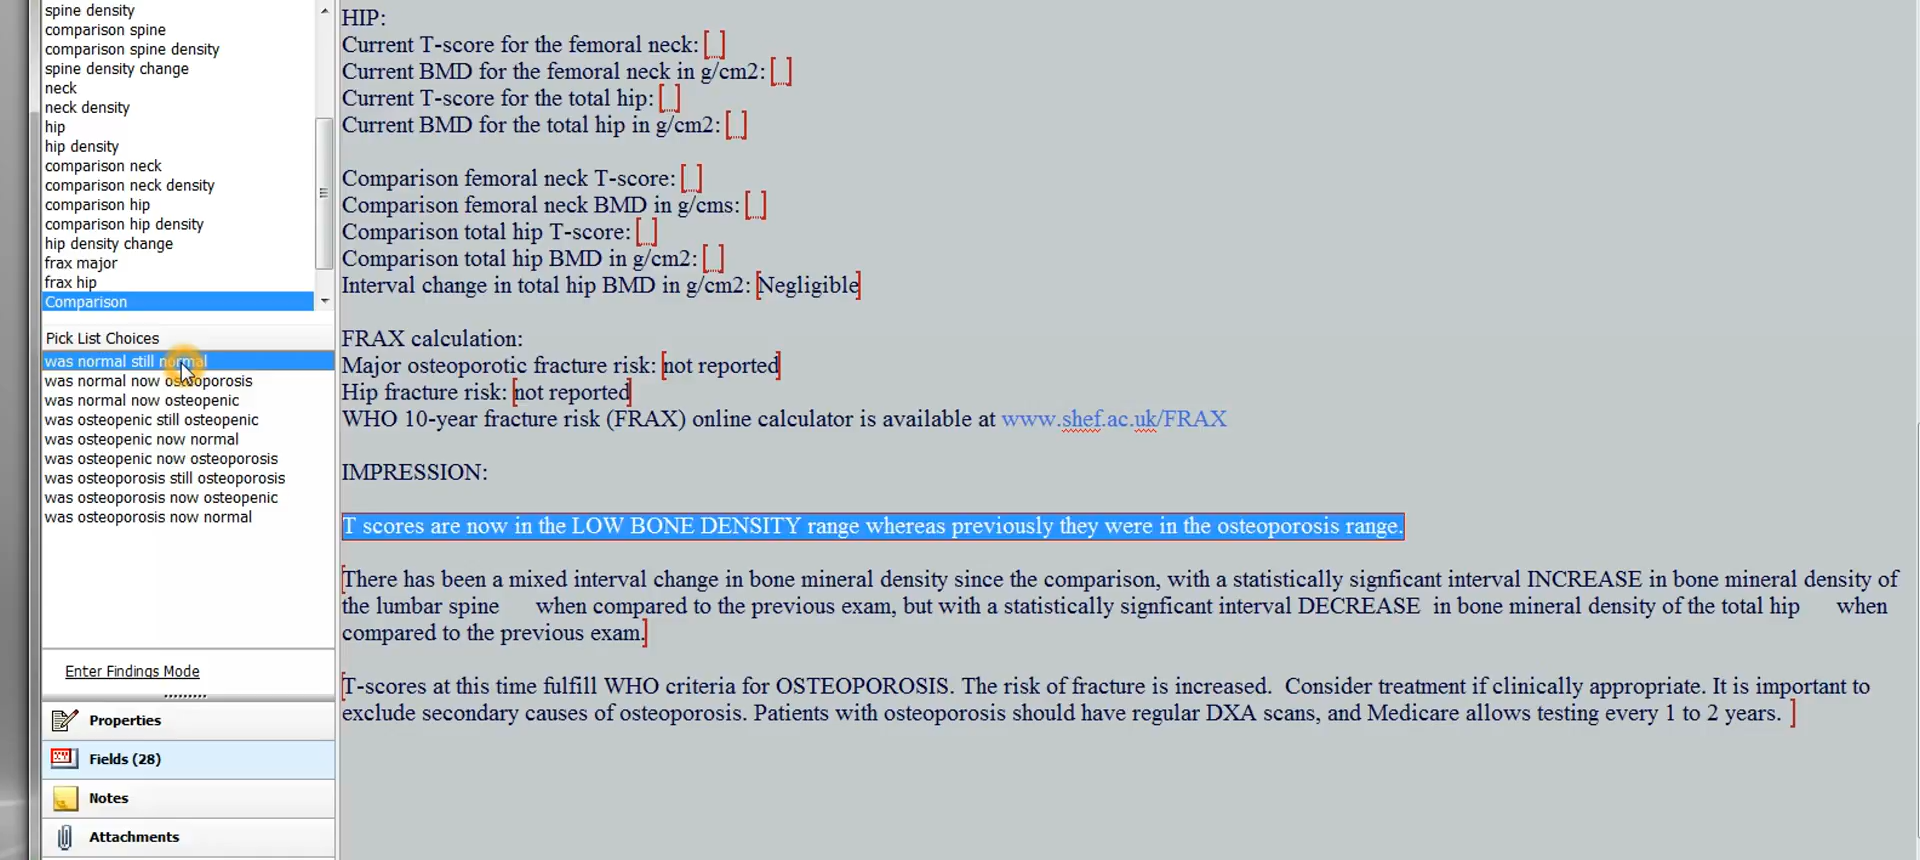 spine density
comparison spine
comparison spine density
spine density change
neck
neck density
hip
hip density
comparison neck
comparison neck density
comparison hip
comparison hip density
hip density change
frax major
frax hip
Comparison
Pick List Choices
was normal still normal
was normal now osteoporosis
was normal now osteopenic
was osteopenic still osteopenic
was osteopenic now normal
was osteopenic now osteoporosis
was osteoporosis still osteoporosis
was osteoporosis now osteopenic
was osteoporosis now normal
Enter Findings Mode
Properties
Fields (28)
Notes
Attachments
HIP:
Current T-score for the femoral neck: [ ]
Current BMD for the femoral neck in g/cm2: [ ]
Current T-score for the total hip: [ ]
Current BMD for the total hip in g/cm2: [ ]
Comparison femoral neck T-score: [ ]
Comparison femoral neck BMD in g/cms: [ ]
Comparison total hip T-score: [ ]
Comparison total hip BMD in g/cm2: [ ]
Interval change in total hip BMD in g/cm2: [Negligible]
FRAX calculation:
Major osteoporotic fracture risk: [not reported]
Hip fracture risk: [not reported]
WHO 10-year fracture risk (FRAX) online calculator is available at www.shef.ac.uk/FRAX
IMPRESSION:
T scores are now in the LOW BONE DENSITY range whereas previously they were in the osteoporosis range.
[There has been a mixed interval change in bone mineral density since the comparison, with a statistically signficant interval INCREASE in bone mineral density of
the lumbar spine when compared to the previous exam, but with a statistically signficant interval DECREASE in bone mineral density of the total hip when
compared to the previous exam.]
[T-scores at this time fulfill WHO criteria for OSTEOPOROSIS. The risk of fracture is increased. Consider treatment if clinically appropriate. It is important to
exclude secondary causes of osteoporosis. Patients with osteoporosis should have regular DXA scans, and Medicare allows testing every 1 to 2 years. ]